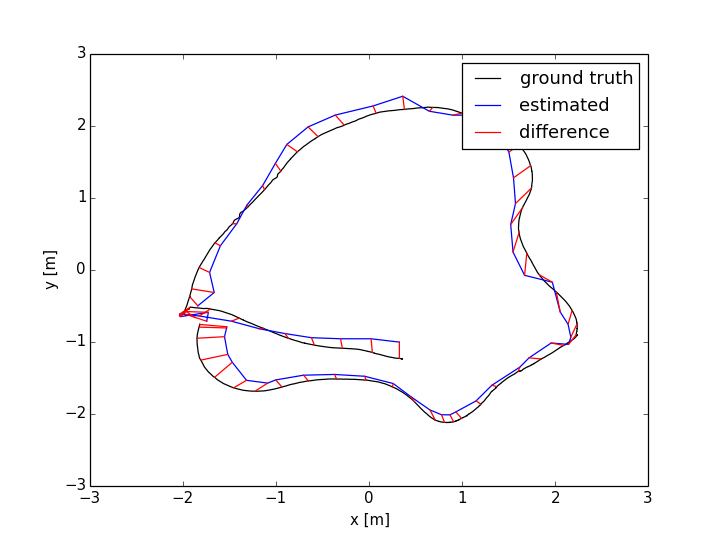 3
2
1
0
−1
−2
−3
y [m]
−3 −2 −1 0 1 2 3
x [m]
ground truth
estimated
difference